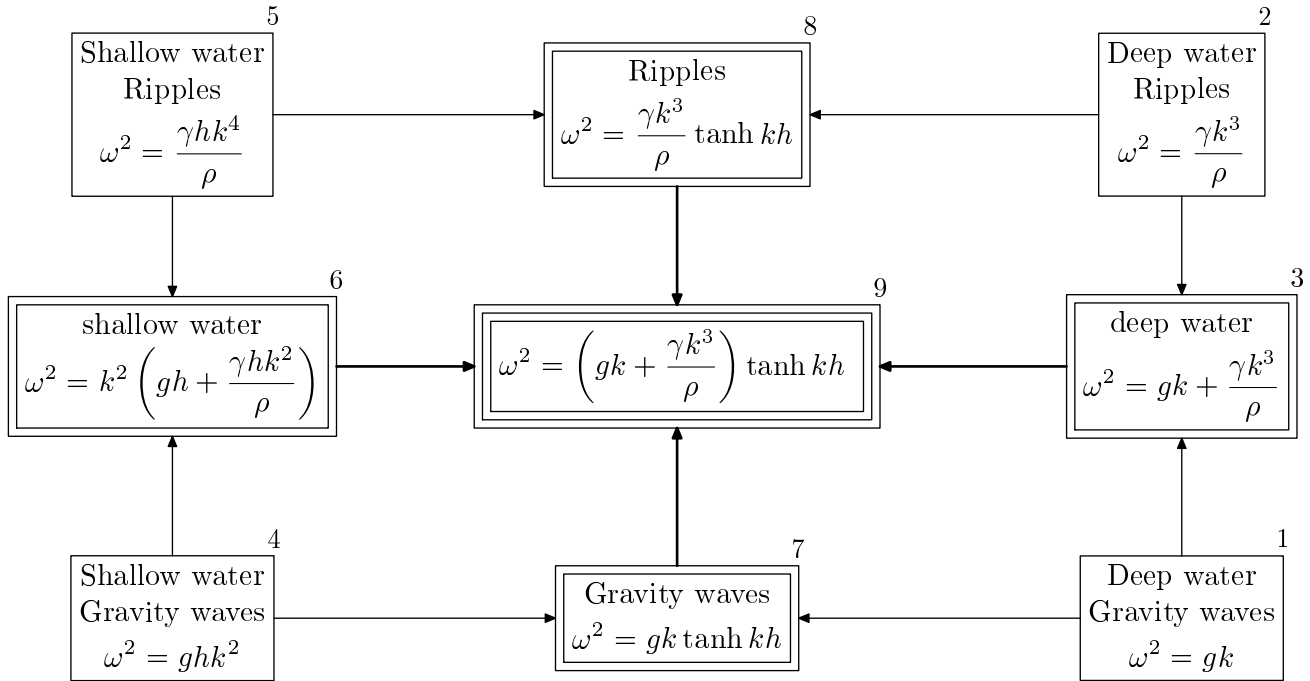 5
Shallow water
Ripples
ω² = γhk⁴/ρ
8
Ripples
ω² = γk³/ρ tanh kh
2
Deep water
Ripples
ω² = γk³/ρ
6
shallow water
ω² = k² (gh + γhk²/ρ)
9
ω² = (gk + γk³/ρ) tanh kh
3
deep water
ω² = gk + γk³/ρ
4
Shallow water
Gravity waves
ω² = ghk²
7
Gravity waves
ω² = gk tanh kh
1
Deep water
Gravity waves
ω² = gk